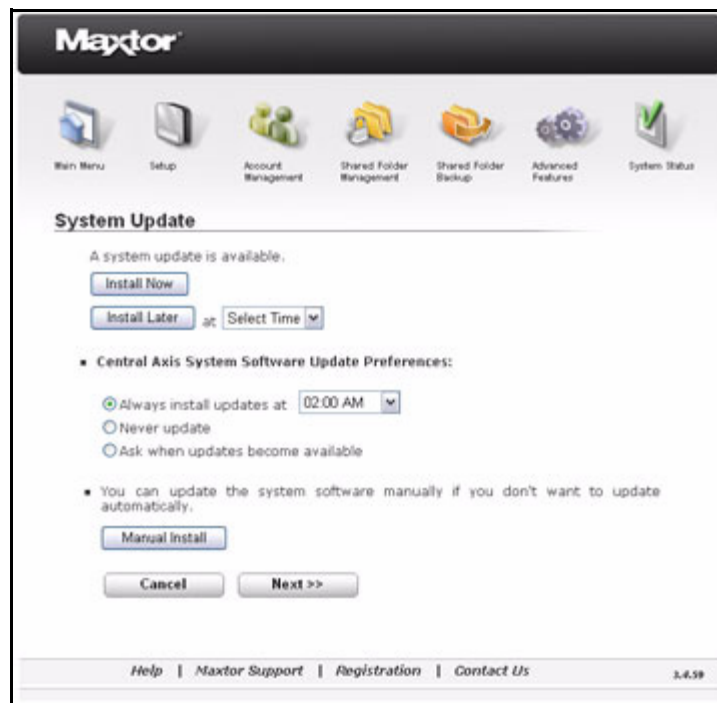 Maxtor
Main Menu
Setup
Account Management
Shared Folder Management
Shared Folder Backup
Advanced Features
System Status
System Update
A system update is available.
Install Now
Install Later at Select Time
Central Axis System Software Update Preferences:
Always install updates at 02:00 AM
Never update
Ask when updates become available
You can update the system software manually if you don't want to update
automatically.
Manual Install
Cancel Next >>
Help | Maxtor Support | Registration | Contact Us